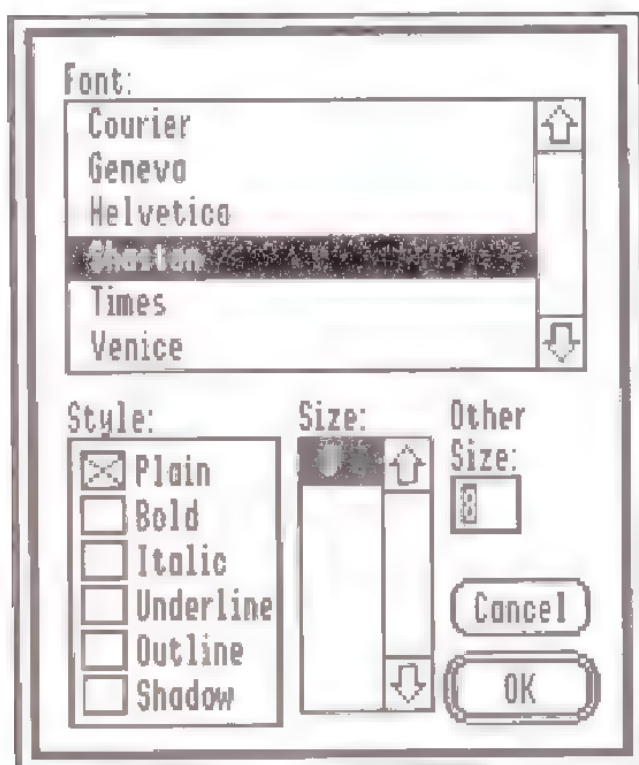 Font:
Courier
Geneva
Helvetica
Shaston
Times
Venice
Style:
Plain
Bold
Italic
Underline
Outline
Shadow
Size:
Other
Size:
8
Cancel
OK